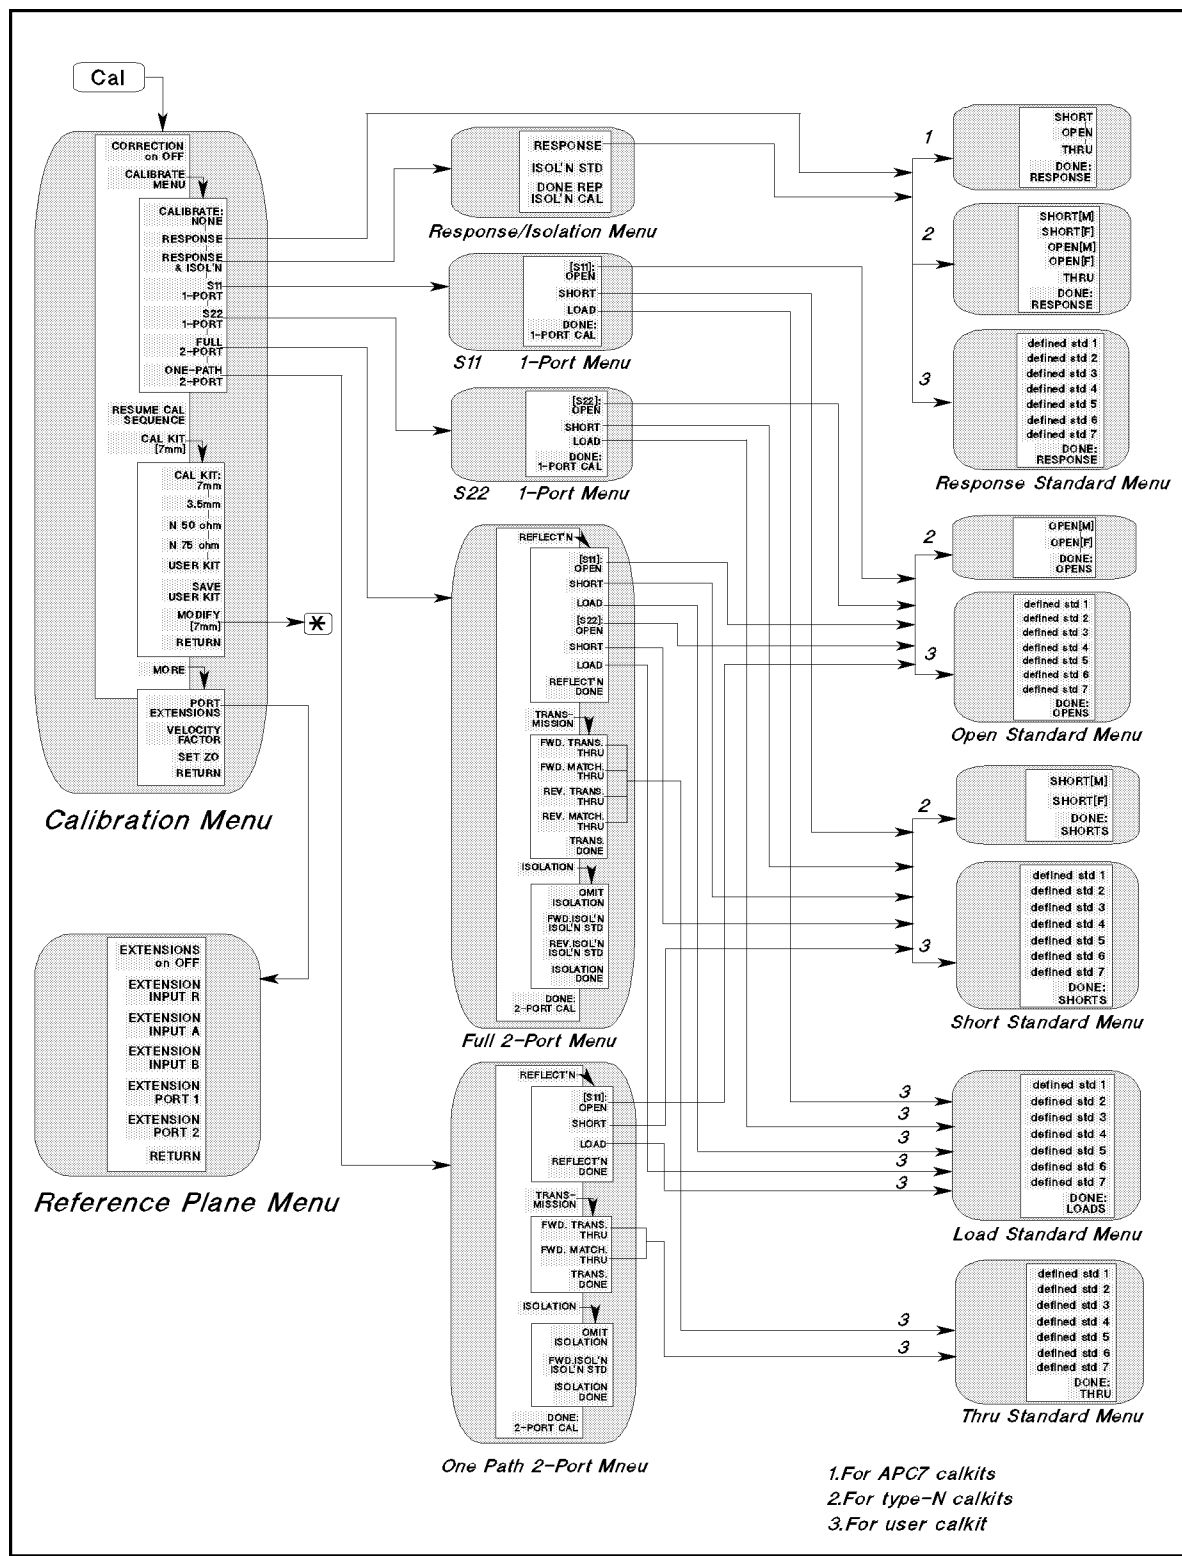 Cal
CORRECTION
on OFF
CALIBRATE
MENU
CALIBRATE:
NONE
RESPONSE
RESPONSE
& ISOL'N
S11
1-PORT
S22
1-PORT
FULL
2-PORT
ONE-PATH
2-PORT
RESUME CAL
SEQUENCE
CAL KIT
[7mm]
CAL KIT:
7mm
3.5mm
N 50 ohm
N 75 ohm
USER KIT
SAVE
USER KIT
MODIFY
[7mm]
RETURN
*
MORE
PORT
EXTENSIONS
VELOCITY
FACTOR
SET ZO
RETURN
Calibration Menu
EXTENSIONS
on OFF
EXTENSION
INPUT R
EXTENSION
INPUT A
EXTENSION
INPUT B
EXTENSION
PORT 1
EXTENSION
PORT 2
RETURN
Reference Plane Menu
RESPONSE
ISOL'N STD
DONE REP
ISOL'N CAL
Response/Isolation Menu
[S11]:
OPEN
SHORT
LOAD
DONE:
1-PORT CAL
S11 1-Port Menu
[S22]:
OPEN
SHORT
LOAD
DONE:
1-PORT CAL
S22 1-Port Menu
REFLECT'N
[S11]:
OPEN
SHORT
LOAD
[S22]:
OPEN
SHORT
LOAD
REFLECT'N
DONE
TRANS-
MISSION
FWD. TRANS.
THRU
FWD. MATCH.
THRU
REV. TRANS.
THRU
REV. MATCH.
THRU
TRANS.
DONE
ISOLATION
OMIT
ISOLATION
FWD.ISOL'N
ISOL'N STD
REV.ISOL'N
ISOL'N STD
ISOLATION
DONE
DONE:
2-PORT CAL
Full 2-Port Menu
REFLECT'N
[S11]:
OPEN
SHORT
LOAD
REFLECT'N
DONE
TRANS-
MISSION
FWD. TRANS.
THRU
FWD. MATCH.
THRU
TRANS.
DONE
ISOLATION
OMIT
ISOLATION
FWD.ISOL'N
ISOL'N STD
ISOLATION
DONE
DONE:
2-PORT CAL
One Path 2-Port Mneu
1
SHORT
OPEN
THRU
DONE:
RESPONSE
2
SHORT[M]
SHORT[F]
OPEN[M]
OPEN[F]
THRU
DONE:
RESPONSE
3
defined std 1
defined std 2
defined std 3
defined std 4
defined std 5
defined std 6
defined std 7
DONE:
RESPONSE
Response Standard Menu
2
OPEN[M]
OPEN[F]
DONE:
OPENS
3
defined std 1
defined std 2
defined std 3
defined std 4
defined std 5
defined std 6
defined std 7
DONE:
OPENS
Open Standard Menu
2
SHORT[M]
SHORT[F]
DONE:
SHORTS
3
defined std 1
defined std 2
defined std 3
defined std 4
defined std 5
defined std 6
defined std 7
DONE:
SHORTS
Short Standard Menu
3
3
3
3
3
defined std 1
defined std 2
defined std 3
defined std 4
defined std 5
defined std 6
defined std 7
DONE:
LOADS
Load Standard Menu
3
3
defined std 1
defined std 2
defined std 3
defined std 4
defined std 5
defined std 6
defined std 7
DONE:
THRU
Thru Standard Menu
1.For APC7 calkits
2.For type-N calkits
3.For user calkit